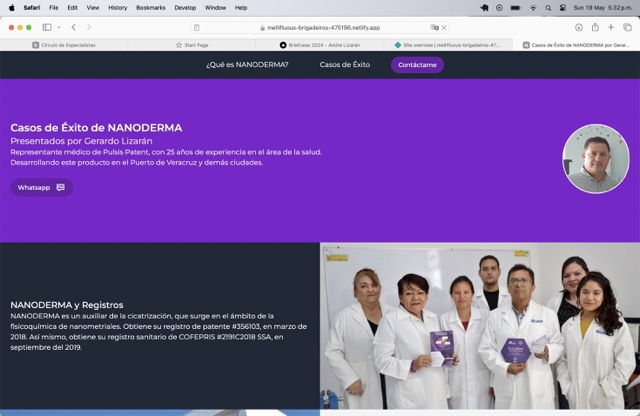 Safari File Edit View History Bookmarks Develop Window Help
Sun 19 May 5:32 p.m.
mellifluous-brigadeiros-475196.netlify.app
Círculo de Especialistas
Start Page
Briefcase 2024 - Andre Lizarán
Site overview | mellifluous-brigadeiros-47...
Casos de Éxito de NANODERMA por Gerar...
¿Qué es NANODERMA?
Casos de Éxito
Contáctame
Casos de Éxito de NANODERMA
Presentados por Gerardo Lizarán
Representante médico de Pulsis Patent, con 25 años de experiencia en el área de la salud.
Desarrollando este producto en el Puerto de Veracruz y demás ciudades.
Whatsapp
NANODERMA y Registros
NANODERMA es un auxiliar de la cicatrización, que surge en el ámbito de la
fisicoquímica de nanometriales. Obtiene su registro de patente #356103, en marzo de
2018. Así mismo, obtiene su registro sanitario de COFEPRIS #2191C2018 SSA, en
septiembre del 2019.